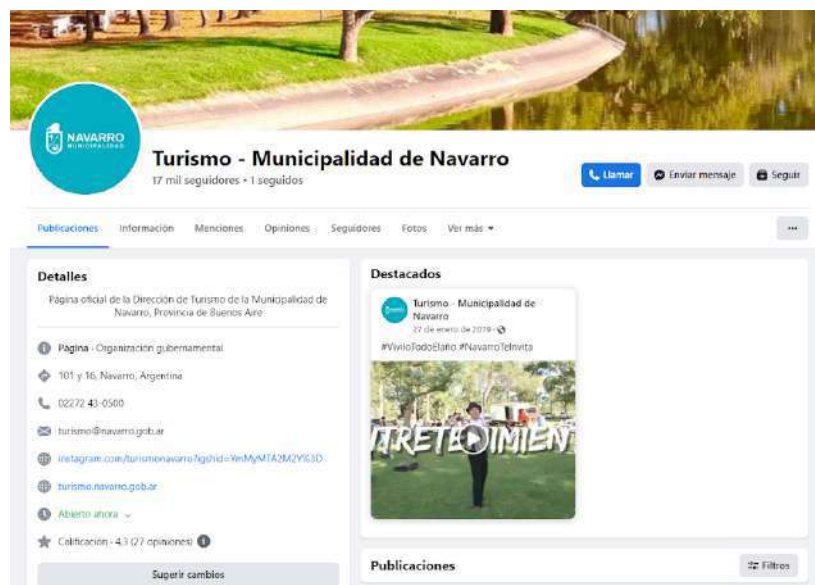 NAVARRO
MUNICIPALIDAD
Turismo - Municipalidad de Navarro
17 mil seguidores • 1 seguidos
Llamar
Enviar mensaje
Seguir
Publicaciones
Información
Menciones
Opiniones
Seguidores
Fotos
Ver más
Detalles
Página oficial de la Dirección de Turismo de la Municipalidad de
Navarro, Provincia de Buenos Aire
Página · Organización gubernamental
101 y 16, Navarro, Argentina
02272 43-0500
turismo@navarro.gob.ar
turismo.navarro.gob.ar
Abierto ahora
Calificación · 4,3 (27 opiniones)
Sugerir cambios
Destacados
Turismo - Municipalidad de
Navarro
27 de enero de 2019 ·
#ViviloTodoElaño #NavarroTeInvita
TRETEDIMIEN
Publicaciones
Filtros